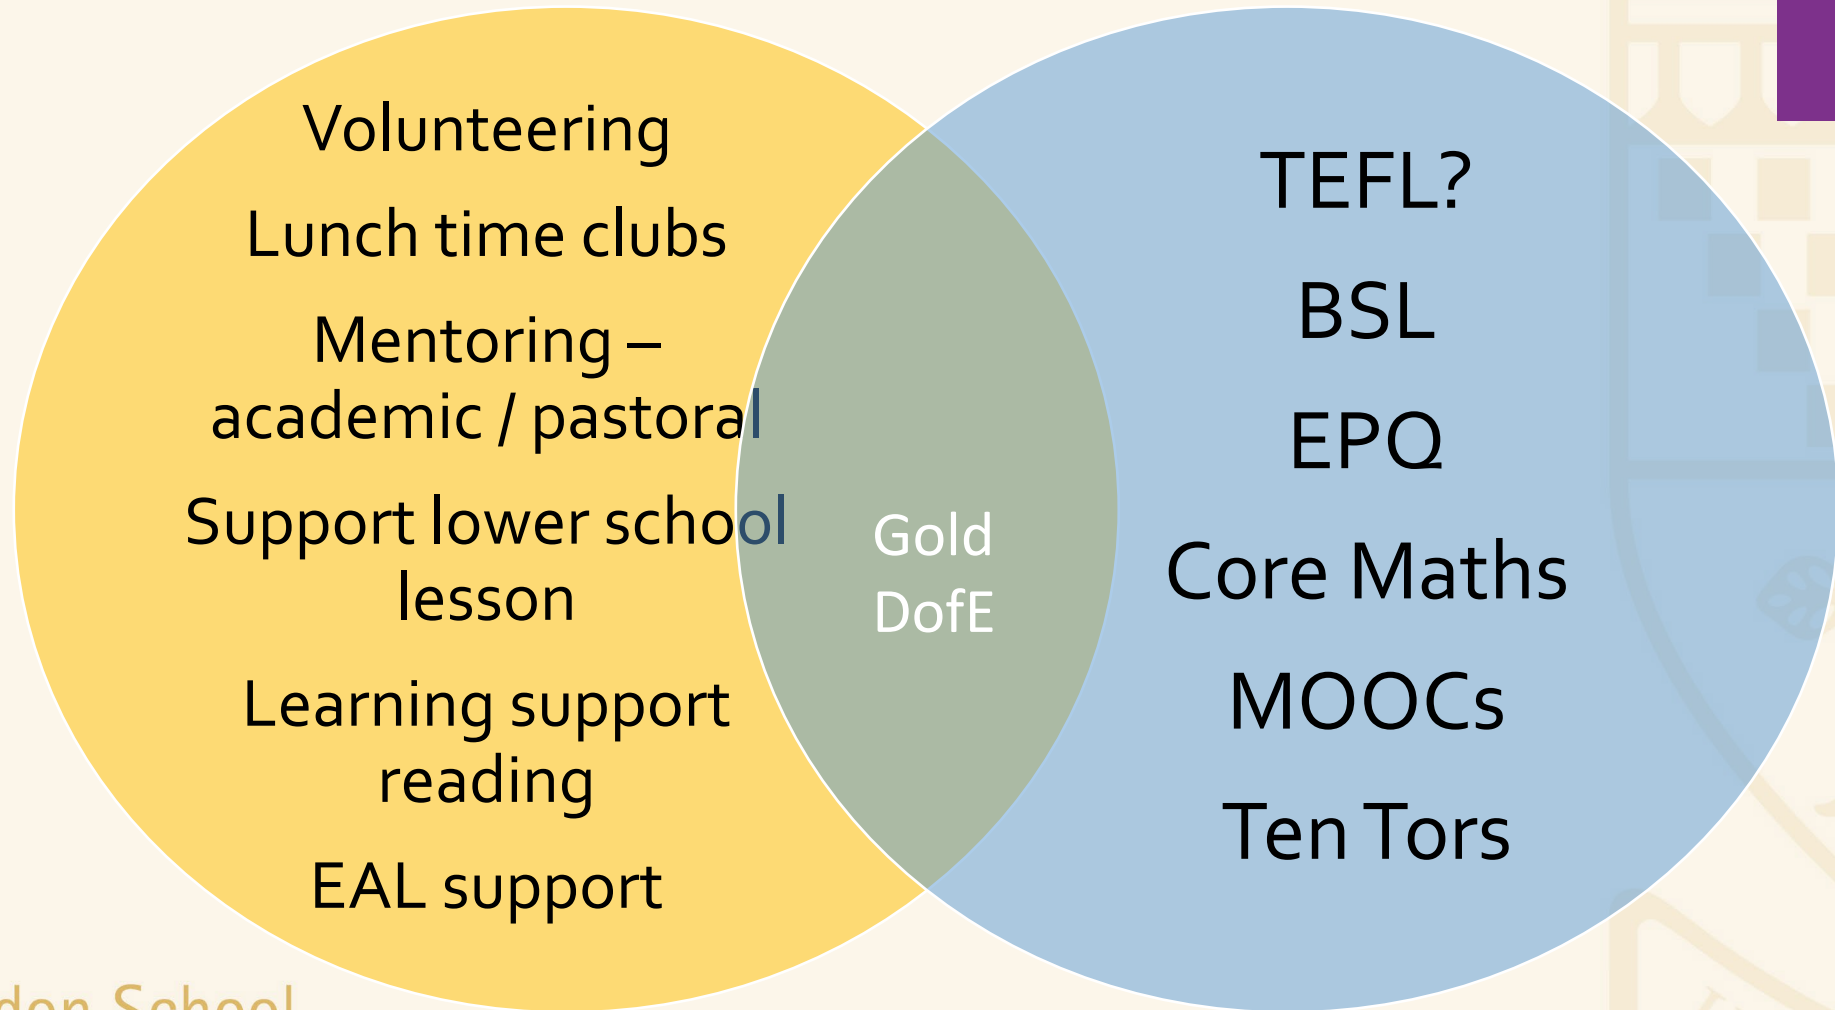 Volunteering
Lunch time clubs
Mentoring –
academic / pastoral
Support lower school
lesson
Learning support
reading
EAL support
Gold
DofE
TEFL?
BSL
EPQ
Core Maths
MOOCs
Ten Tors
School